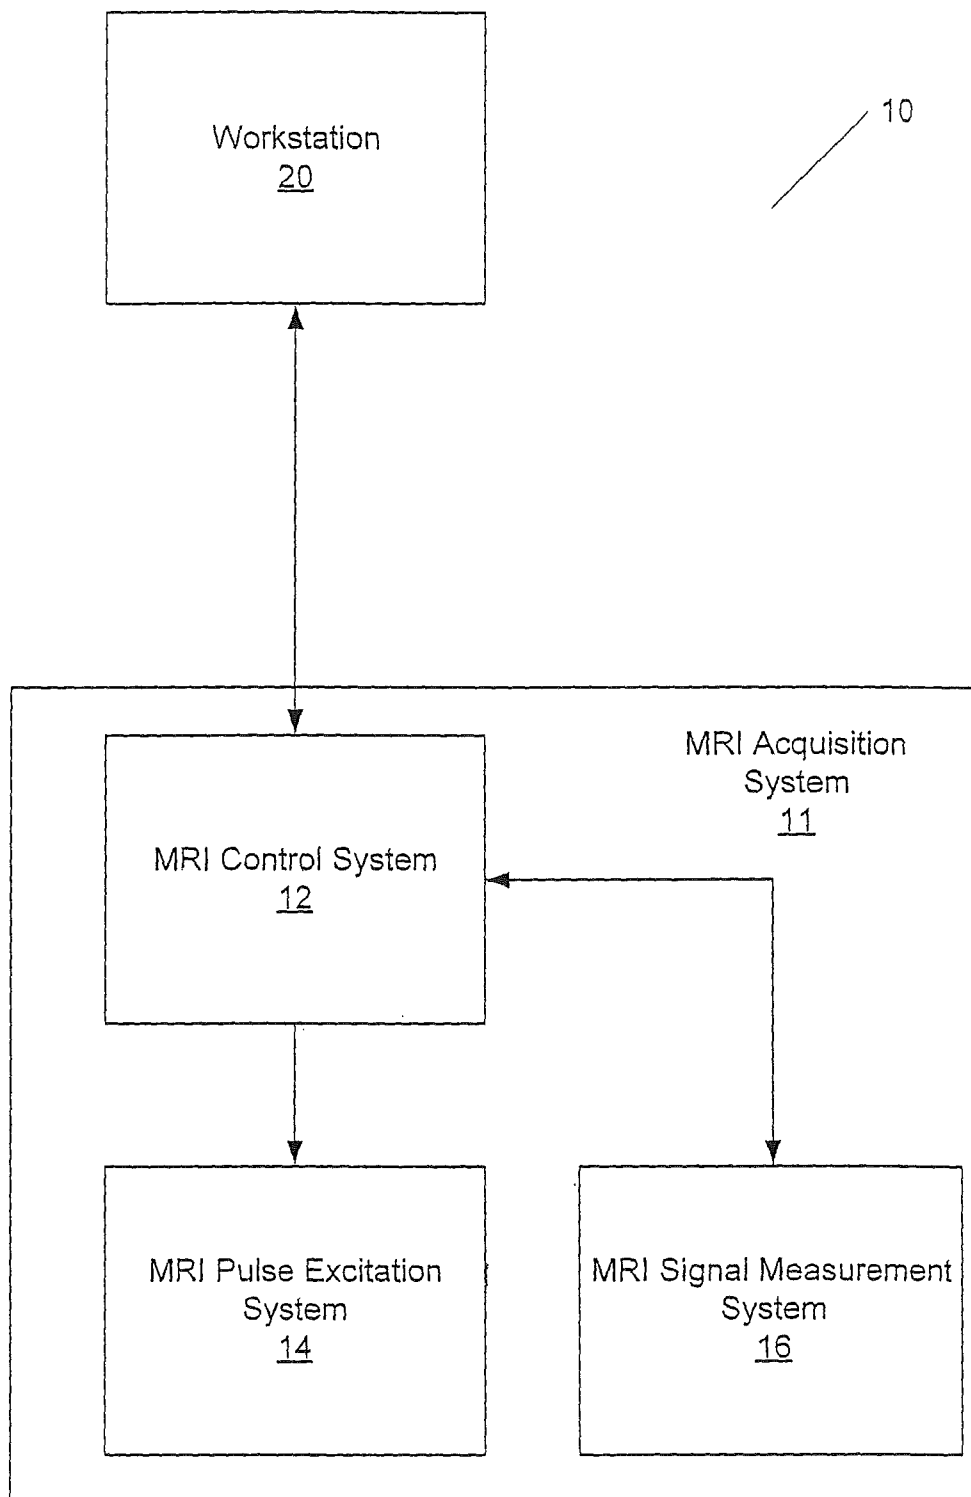 Workstation
20
10
MRI Acquisition
System
11
MRI Control System
12
MRI Pulse Excitation
System
14
MRI Signal Measurement
System
16